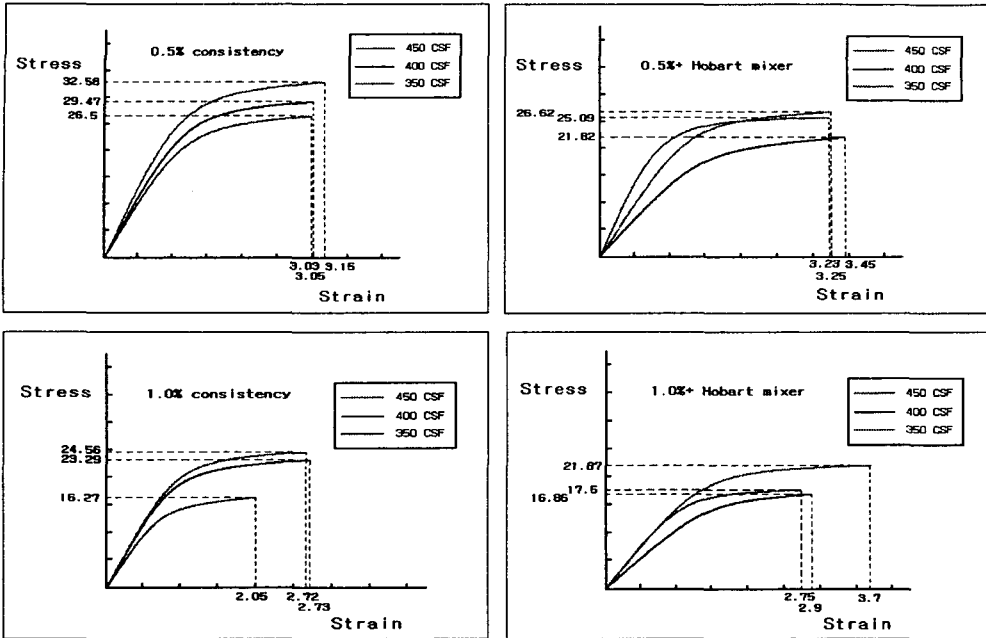 0.5% consistency
450 CSF
400 CSF
350 CSF
Stress
32.58
29.47
26.5
3.03 3.15
3.05
Strain
0.5%+ Hobart mixer
450 CSF
400 CSF
350 CSF
Stress
26.62
25.09
21.82
3.23 3.45
3.25
Strain
1.0% consistency
450 CSF
400 CSF
350 CSF
Stress
24.56
23.29
16.27
2.05 2.72
2.73
Strain
1.0%+ Hobart mixer
450 CSF
400 CSF
350 CSF
Stress
21.87
17.5
16.86
2.75 3.7
2.9
Strain